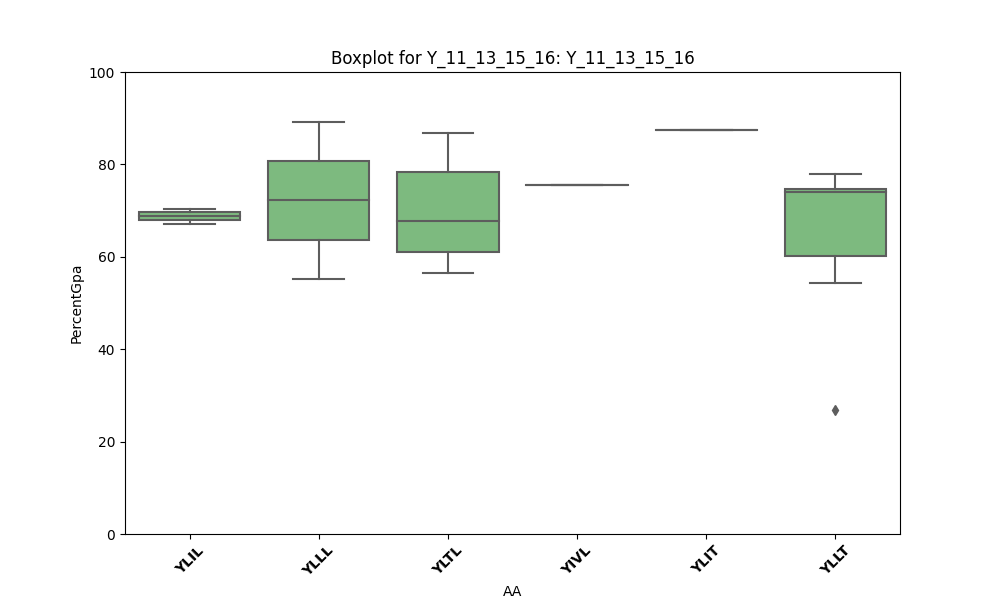 Boxplot for Y_11_13_15_16: Y_11_13_15_16
100
80
60
40
20
0
PercentGpa
YLIL
YLLL
YLTL
YIVL
YLIT
YLLT
AA